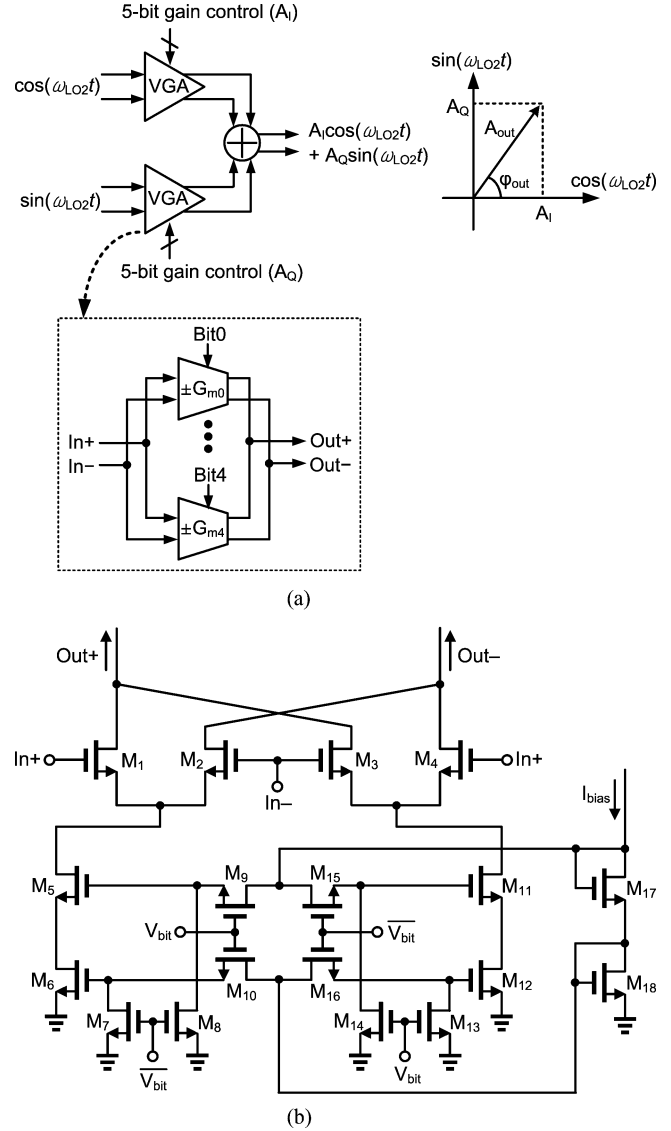 5-bit gain control (A_I)
cos(ω_LO2t)
VGA
A_Icos(ω_LO2t)
+ A_Qsin(ω_LO2t)
sin(ω_LO2t)
VGA
5-bit gain control (A_Q)
sin(ω_LO2t)
A_Q
A_out
φ_out
cos(ω_LO2t)
A_I
Bit0
±G_m0
In+
In−
Out+
Out−
Bit4
±G_m4
(a)
Out+
Out−
In+
M_1
M_2
M_3
M_4
In+
In−
I_bias
M_5
M_9
M_15
M_11
M_17
V_bit
V̅_bit
M_6
M_10
M_16
M_12
M_18
M_7
M_8
M_14
M_13
V̅_bit
V_bit
(b)